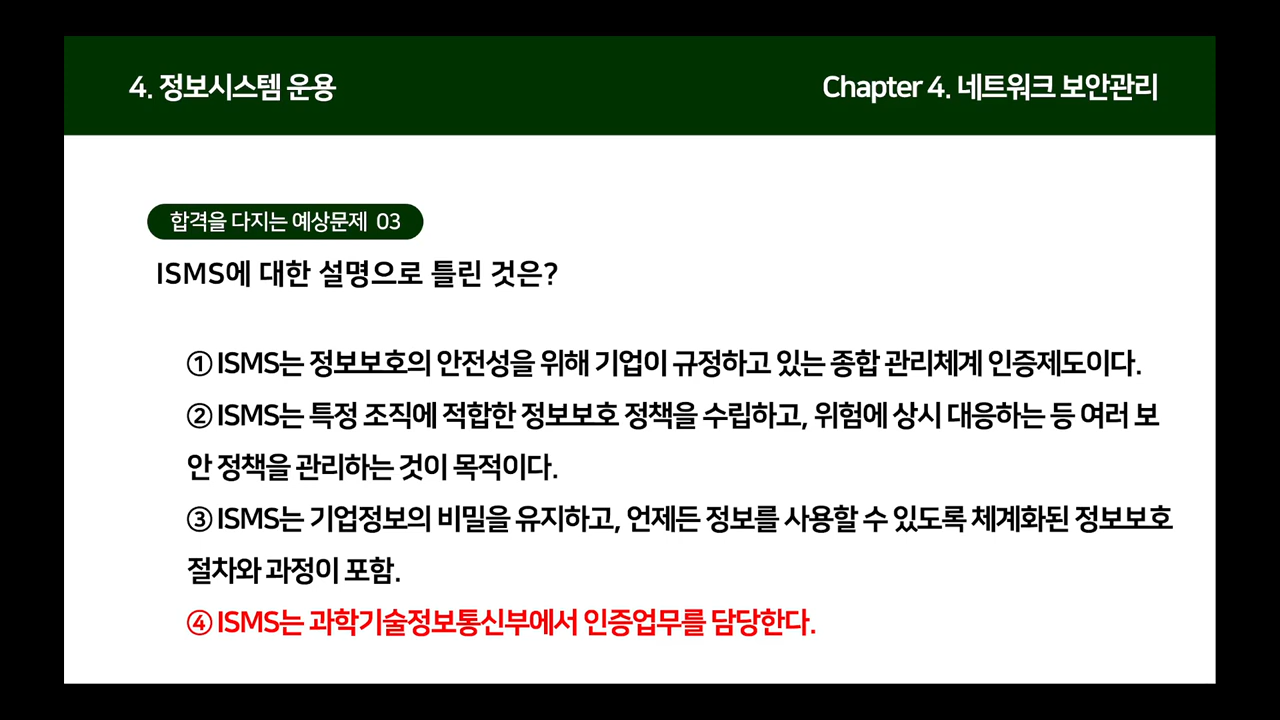 4. 정보시스템 운용
Chapter 4. 네트워크 보안관리
합격을 다지는 예상문제 03
ISMS에 대한 설명으로 틀린 것은?
① ISMS는 정보보호의 안전성을 위해 기업이 규정하고 있는 종합 관리체계 인증제도이다.
② ISMS는 특정 조직에 적합한 정보보호 정책을 수립하고, 위험에 상시 대응하는 등 여러 보
안 정책을 관리하는 것이 목적이다.
③ ISMS는 기업정보의 비밀을 유지하고, 언제든 정보를 사용할 수 있도록 체계화된 정보보호
절차와 과정이 포함.
④ ISMS는 과학기술정보통신부에서 인증업무를 담당한다.